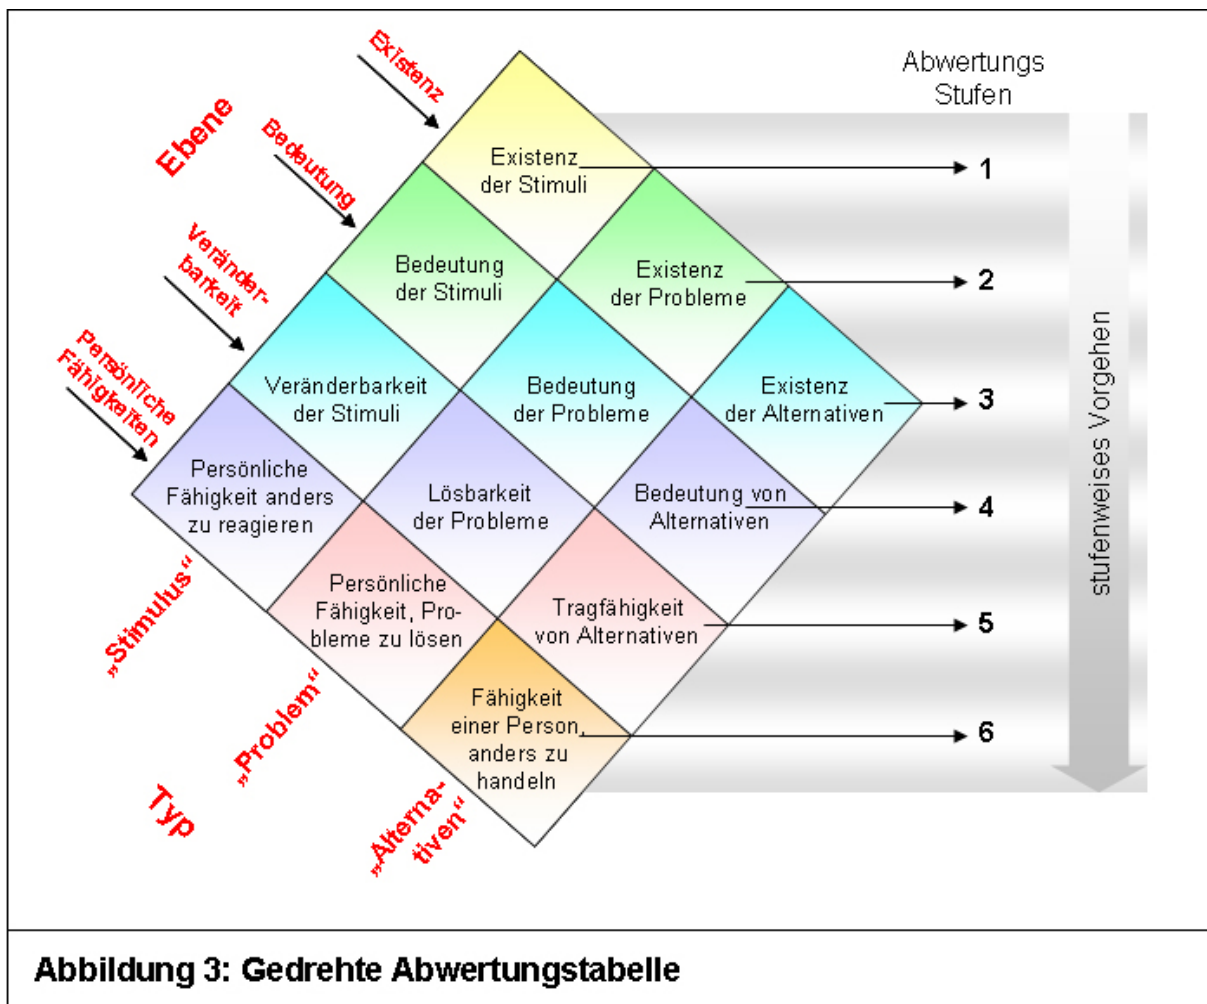 Existenz
Abwertungs
Stufen
Ebene
Bedeutung
Existenz
der Stimuli
1
Veränder-
barkeit
Bedeutung
der Stimuli
Existenz
der Probleme
2
Persönliche
Fähigkeiten
Veränderbarkeit
der Stimuli
Bedeutung
der Probleme
Existenz
der Alternativen
3
Persönliche
Fähigkeit anders
zu reagieren
Lösbarkeit
der Probleme
Bedeutung von
Alternativen
4
stufenweises Vorgehen
„Stimulus“
Persönliche
Fähigkeit, Pro-
bleme zu lösen
Tragfähigkeit
von Alternativen
5
„Problem“
Fähigkeit
einer Person,
anders zu
handeln
6
Typ
„Alterna-
tiven“
Abbildung 3: Gedrehte Abwertungstabelle